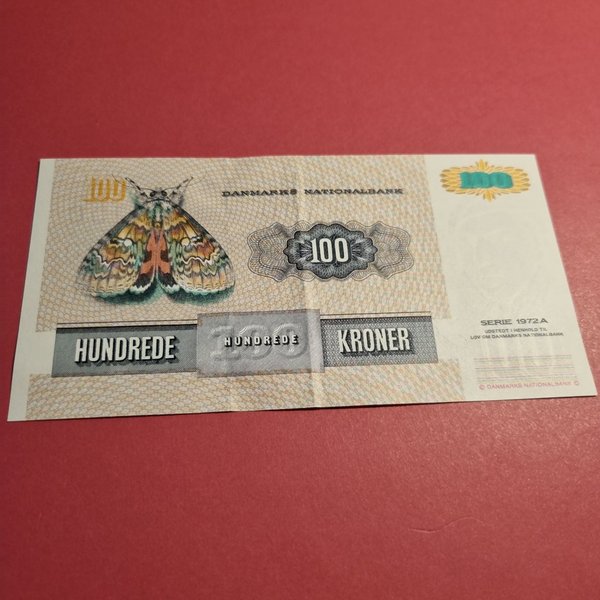 100
DANMARKS NATIONALBANK
100
100
SERIE 1972 A
UDSTEDT I HENHOLD TIL
LOV OM DANMARKS NATIONALBANK
HUNDREDE
100
HUNDREDE
KRONER
© DANMARKS NATIONALBANK ©